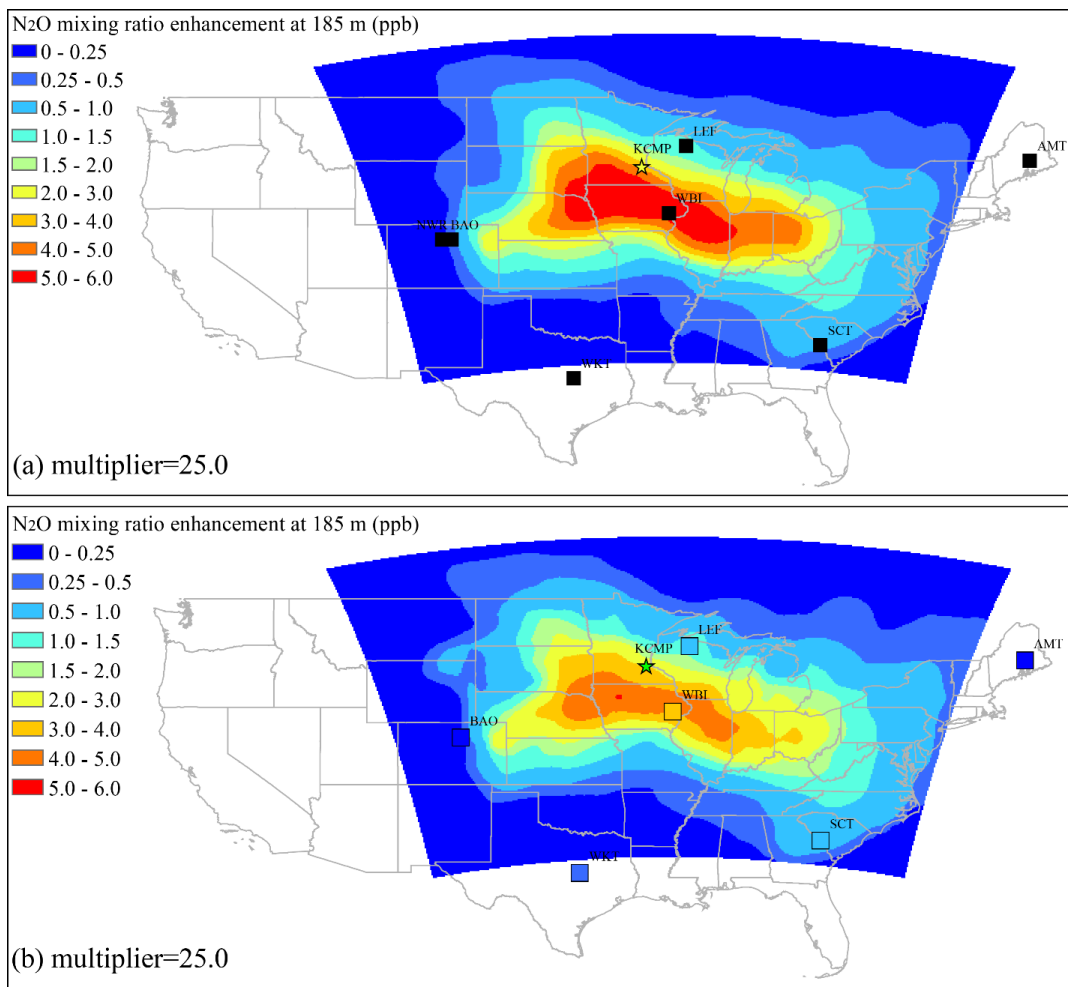 N2O mixing ratio enhancement at 185 m (ppb)
0 - 0.25
0.25 - 0.5
0.5 - 1.0
1.0 - 1.5
1.5 - 2.0
2.0 - 3.0
3.0 - 4.0
4.0 - 5.0
5.0 - 6.0
LEF
KCMP
AMT
WBI
NWR BAO
SCT
WKT
(a) multiplier=25.0
N2O mixing ratio enhancement at 185 m (ppb)
0 - 0.25
0.25 - 0.5
0.5 - 1.0
1.0 - 1.5
1.5 - 2.0
2.0 - 3.0
3.0 - 4.0
4.0 - 5.0
5.0 - 6.0
LEF
KCMP
AMT
WBI
BAO
SCT
WKT
(b) multiplier=25.0